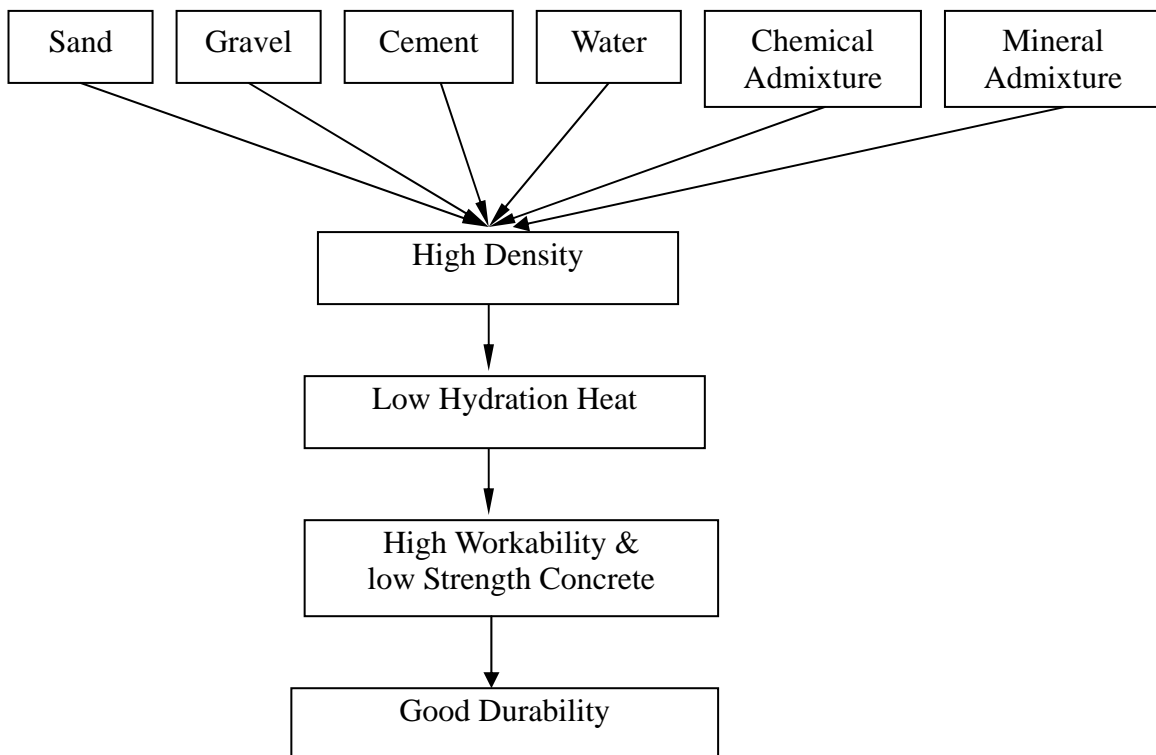 Sand
Gravel
Cement
Water
Chemical
Admixture
Mineral
Admixture
High Density
Low Hydration Heat
High Workability &
low Strength Concrete
Good Durability